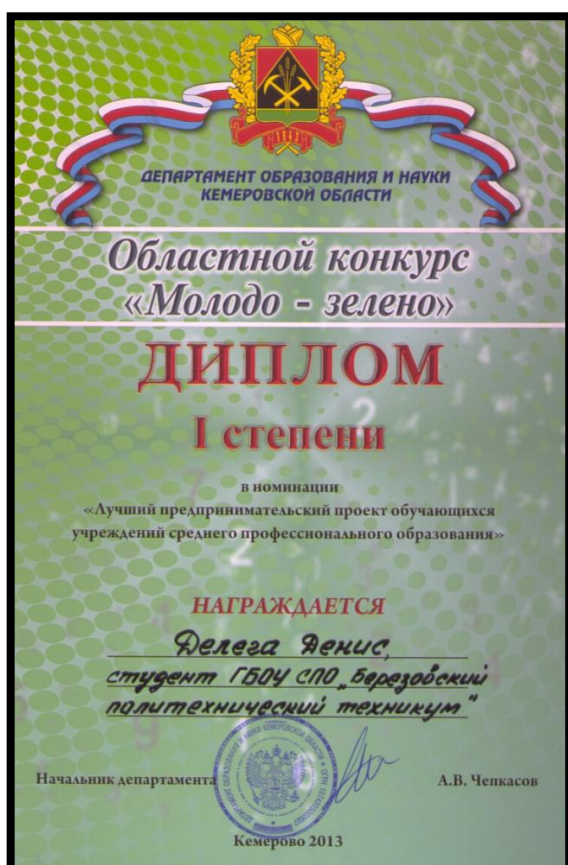 1943
ДЕПАРТАМЕНТ ОБРАЗОВАНИЯ И НАУКИ
КЕМЕРОВСКОЙ ОБЛАСТИ
Областной конкурс
«Молодо - зелено»
ДИПЛОМ
I степени
в номинации
«Лучший предпринимательский проект обучающихся
учреждений среднего профессионального образования»
НАГРАЖДАЕТСЯ
Делега Денис,
студент ГБОУ СПО „Березовский
политехнический техникум"
Начальник департамента
А.В. Чепкасов
Кемерово 2013